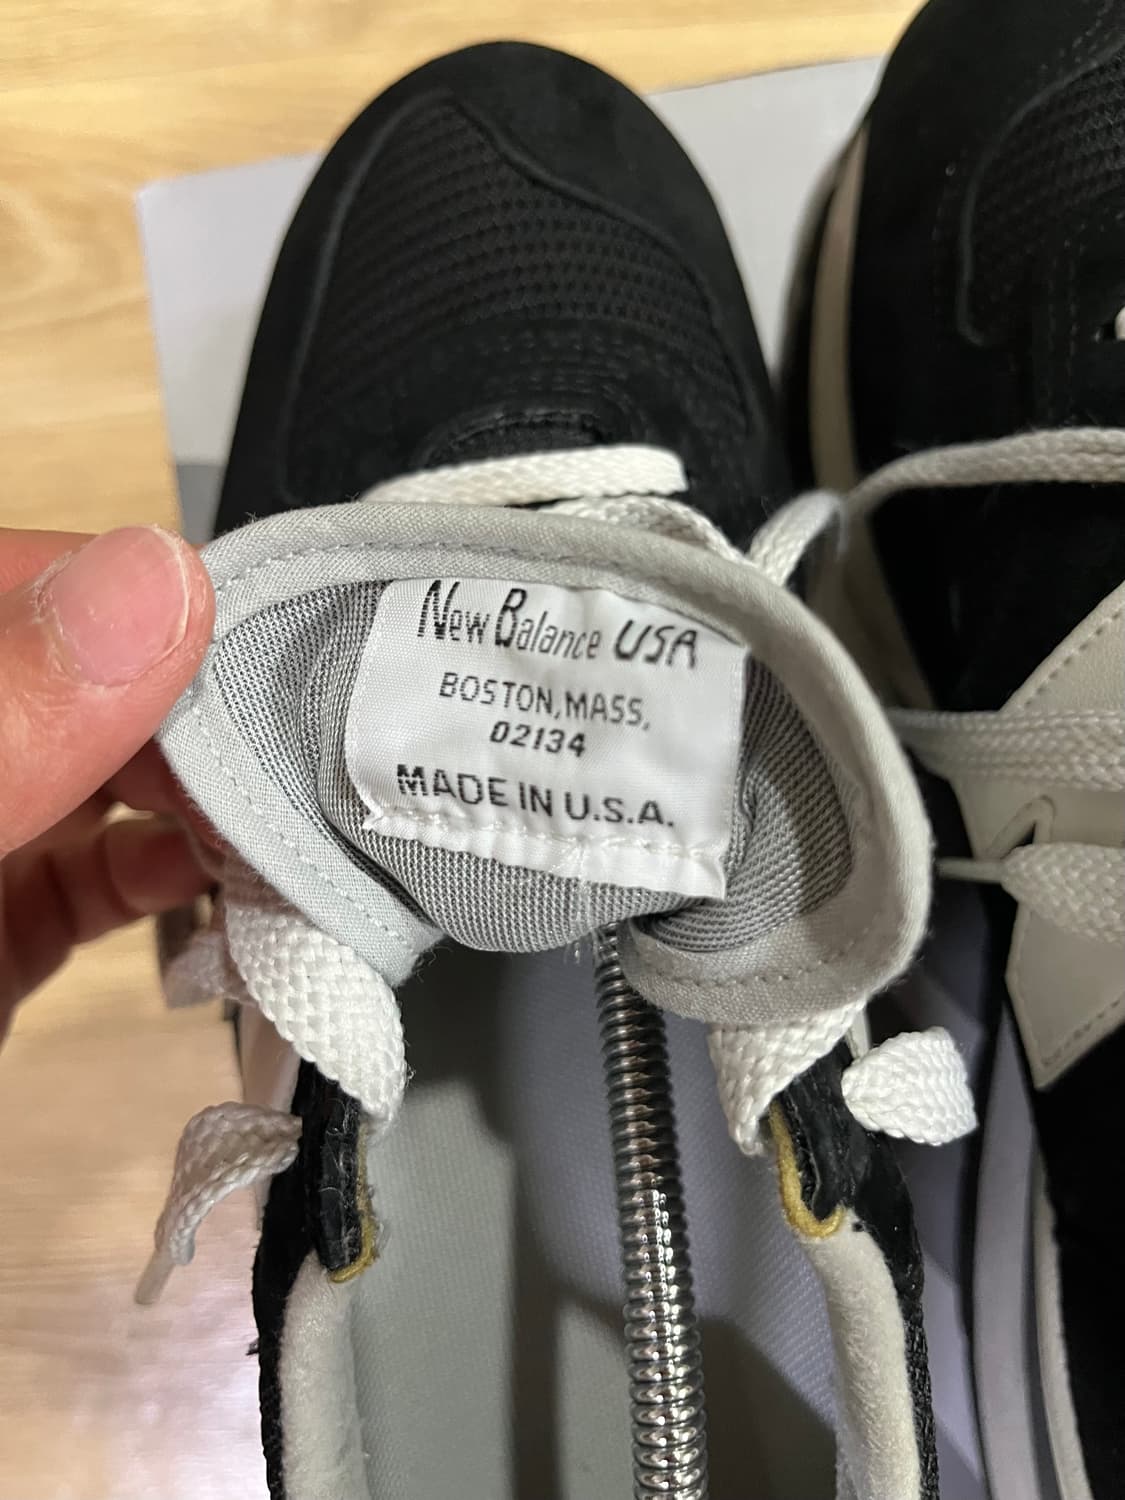 New Balance USA
BOSTON, MASS,
02134
MADE IN U.S.A.